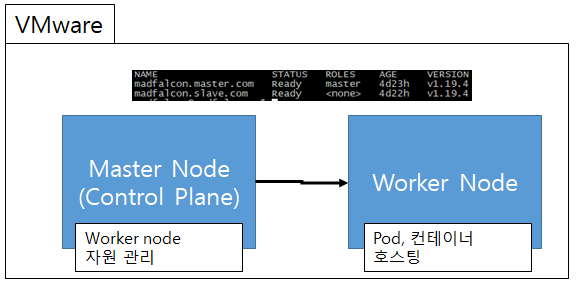 VMware
NAME STATUS ROLES AGE VERSION
madfalcon.master.com Ready master 4d23h v1.19.4
madfalcon.slave.com Ready <none> 4d22h v1.19.4
Master Node
(Control Plane)
Worker node
자원 관리
Worker Node
Pod, 컨테이너
호스팅